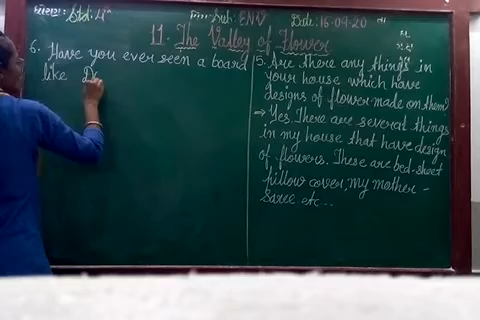 Std: 4th Sub: ENV Dt: 16-09-20
11. The Valley of Flower
6. Have you ever seen a board
like
5. Are there any things in
your house which have
designs of flower made on them?
→ Yes. There are several things
in my house that have design
of flowers. These are bed-sheet
pillow cover, my mother -
Saree etc..